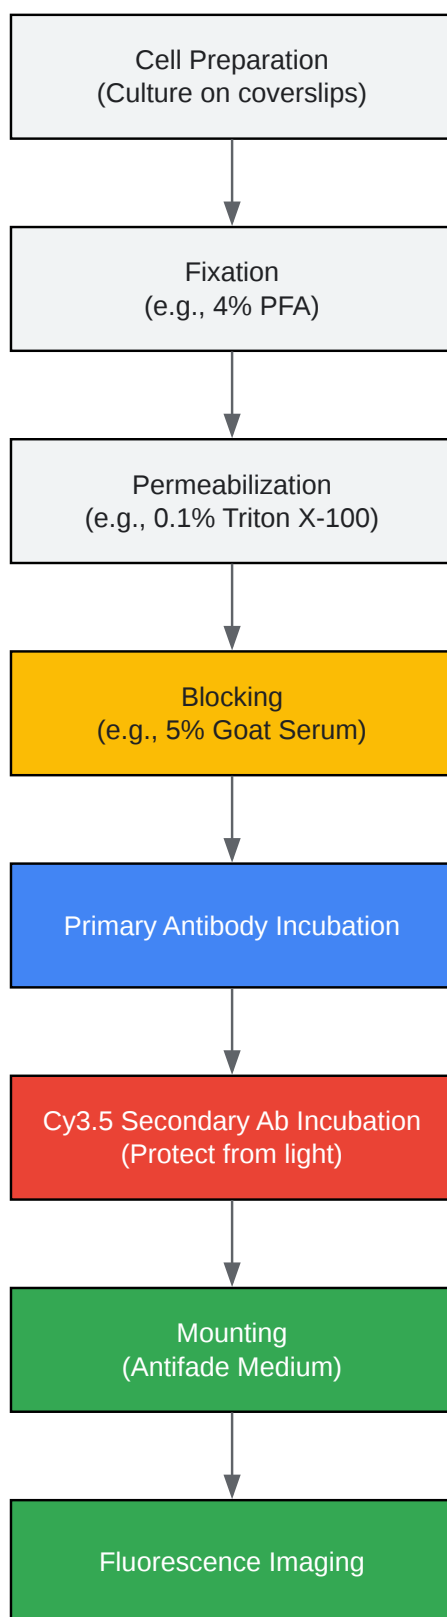 Cell Preparation
(Culture on coverslips)
Fixation
(e.g., 4% PFA)
Permeabilization
(e.g., 0.1% Triton X-100)
Blocking
(e.g., 5% Goat Serum)
Primary Antibody Incubation
Cy3.5 Secondary Ab Incubation
(Protect from light)
Mounting
(Antifade Medium)
Fluorescence Imaging